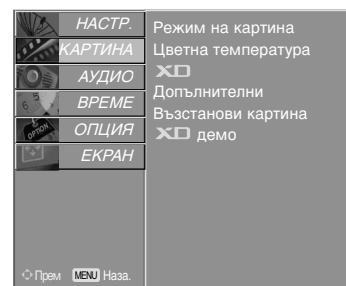 НАСТР.
КАРТИНА
АУДИО
ВРЕМЕ
ОПЦИЯ
ЕКРАН
Режим на картина
Цветна температура
XD
Допълнителни
Възстанови картина
XD демо
Прем MENU Наза.